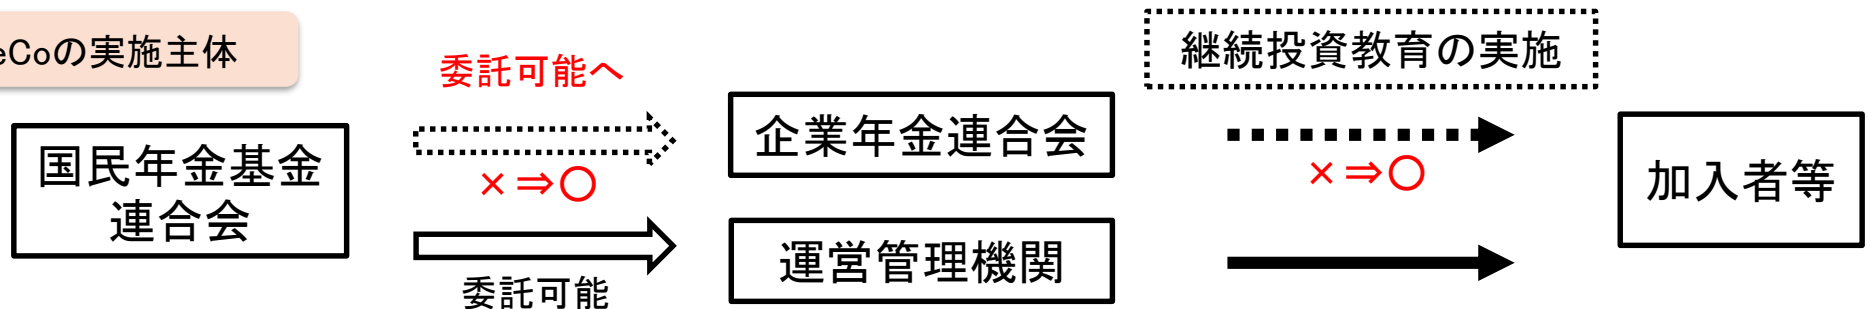 eCoの実施主体
国民年金基金
連合会
委託可能へ
×⇒〇
委託可能
企業年金連合会
運営管理機関
継続投資教育の実施
×⇒〇
加入者等